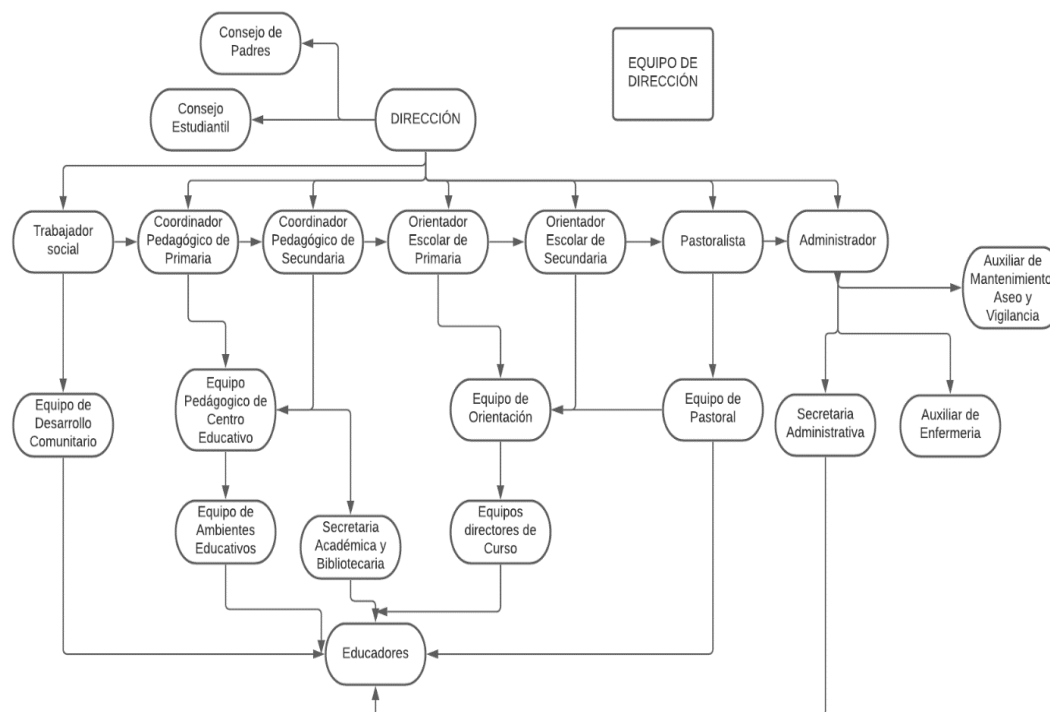 Consejo de
Padres
EQUIPO DE
DIRECCIÓN
Consejo
Estudiantil
DIRECCIÓN
Trabajador
social
Coordinador
Pedagógico de
Primaria
Coordinador
Pedagógico de
Secundaria
Orientador
Escolar de
Primaria
Orientador
Escolar de
Secundaria
Pastoralista
Administrador
Auxiliar de
Mantenimiento
Aseo y
Vigilancia
Equipo de
Desarrollo
Comunitario
Equipo
Pedágogico de
Centro
Educativo
Equipo de
Orientación
Equipo de
Pastoral
Secretaria
Administrativa
Auxiliar de
Enfermeria
Equipo de
Ambientes
Educativos
Secretaria
Académica y
Bibliotecaria
Equipos
directores de
Curso
Educadores